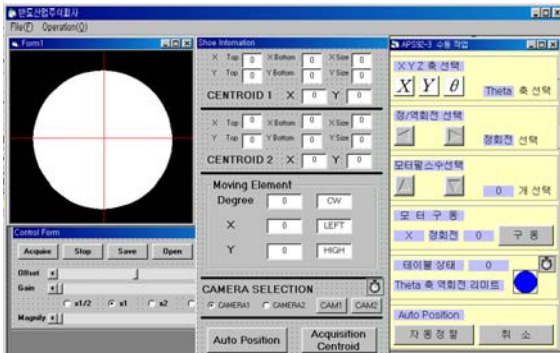 반도산업주식회사
File(F) Operation(O)
Form1
Control Form
Acquire Stop Save Open
Offset
Gain
x1/2 x1 x2
Magnify
Shoe Infomation
X Top 0 X Bottom 0 X Size 0
Y Top 0 Y Bottom 0 Y Size 0
CENTROID 1 X 0 Y 0
X Top 0 X Bottom 0 X Size 0
Y Top 0 Y Bottom 0 Y Size 0
CENTROID 2 X 0 Y 0
Moving Element
Degree 0 CW
X 0 LEFT
Y 0 HIGH
CAMERA SELECTION
CAMERA1 CAMERA2 CAM1 CAM2
Auto Position Acquisition Centroid
APS92-3 수동 작업
X Y Z 축 선택
X Y θ Theta 축 선택
정/역회전 선택
정회전 선택
모터펄스수선택
0 개 선택
모 터 구 동
X 정회전 0 구 동
테이블 상태 0
Theta 축 역회전 리미트
Auto Position
자 동 정 렬 취 소